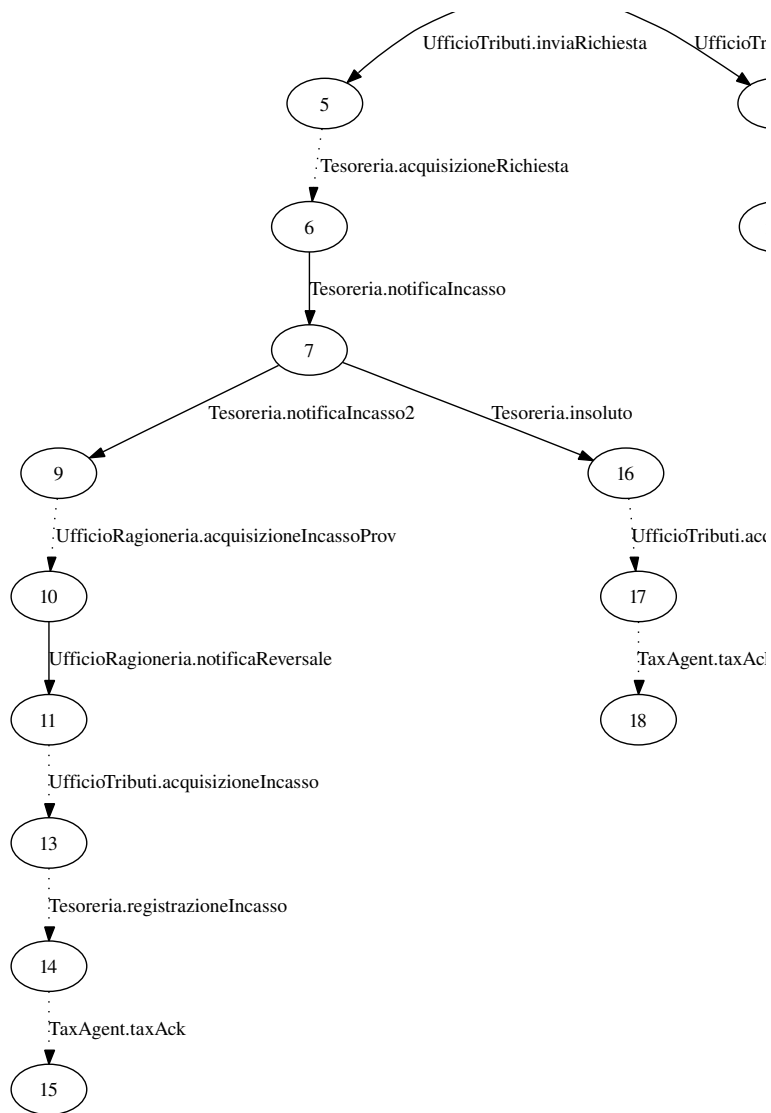 UfficioTributi.inviaRichiesta
5
Tesoreria.acquisizioneRichiesta
6
Tesoreria.notificaIncasso
7
Tesoreria.notificaIncasso2
Tesoreria.insoluto
9
16
UfficioRagioneria.acquisizioneIncassoProv
10
17
UfficioRagioneria.notificaReversale
11
18
UfficioTributi.acquisizioneIncasso
13
Tesoreria.registrazioneIncasso
14
TaxAgent.taxAck
15